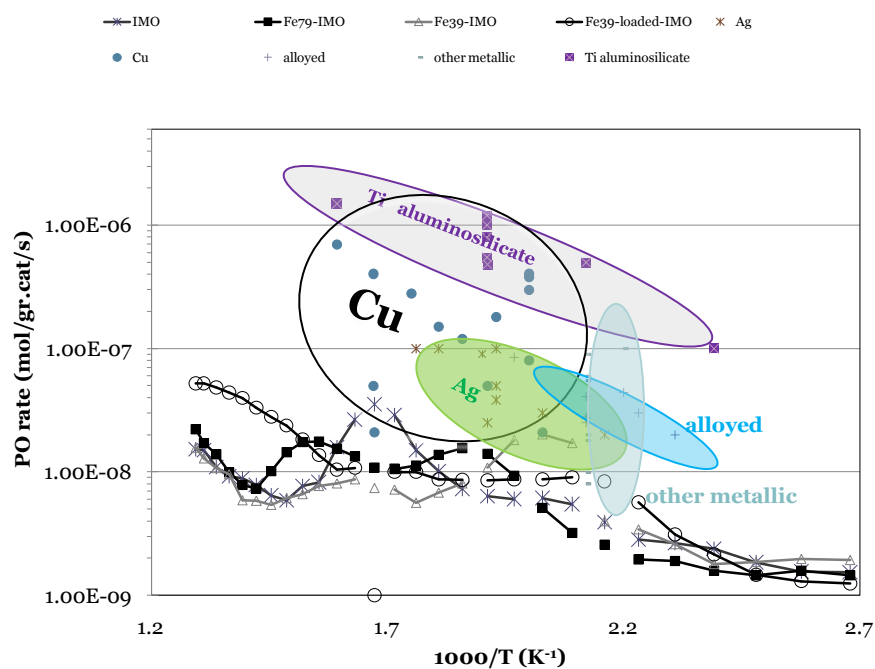 IMO Fe79-IMO Fe39-IMO Fe39-loaded-IMO Ag
Cu alloyed other metallic Ti aluminosilicate
PO rate (mol/gr.cat/s)
1.00E-06
1.00E-07
1.00E-08
1.00E-09
Ti aluminosilicate
Cu
Ag
alloyed
other metallic
1.2 1.7 2.2 2.7
1000/T (K⁻¹)